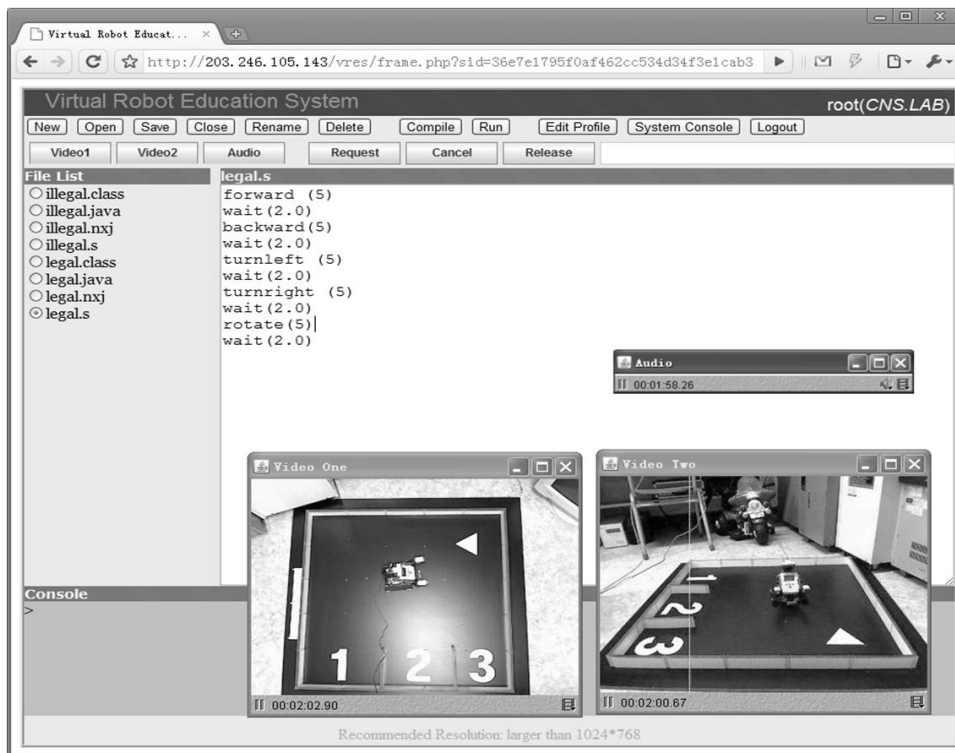 Virtual Robot Educat...
http://203.246.105.143/vres/frame.php?sid=36e7e1795f0af462cc534d34f3e1cab3
Virtual Robot Education System
root(CNS.LAB)
New Open Save Close Rename Delete Compile Run Edit Profile System Console Logout
Video1 Video2 Audio Request Cancel Release
File List
illegal.class
illegal.java
illegal.nxj
illegal.s
legal.class
legal.java
legal.nxj
legal.s
legal.s
forward (5)
wait(2.0)
backward(5)
wait(2.0)
turnleft (5)
wait(2.0)
turnright (5)
wait(2.0)
rotate(5)
wait(2.0)
Audio
00:01:58.26
Video One
1 2 3
00:02:02.90
Video Two
1
2
3
00:02:00.67
Console
>
Recommended Resolution: larger than 1024*768